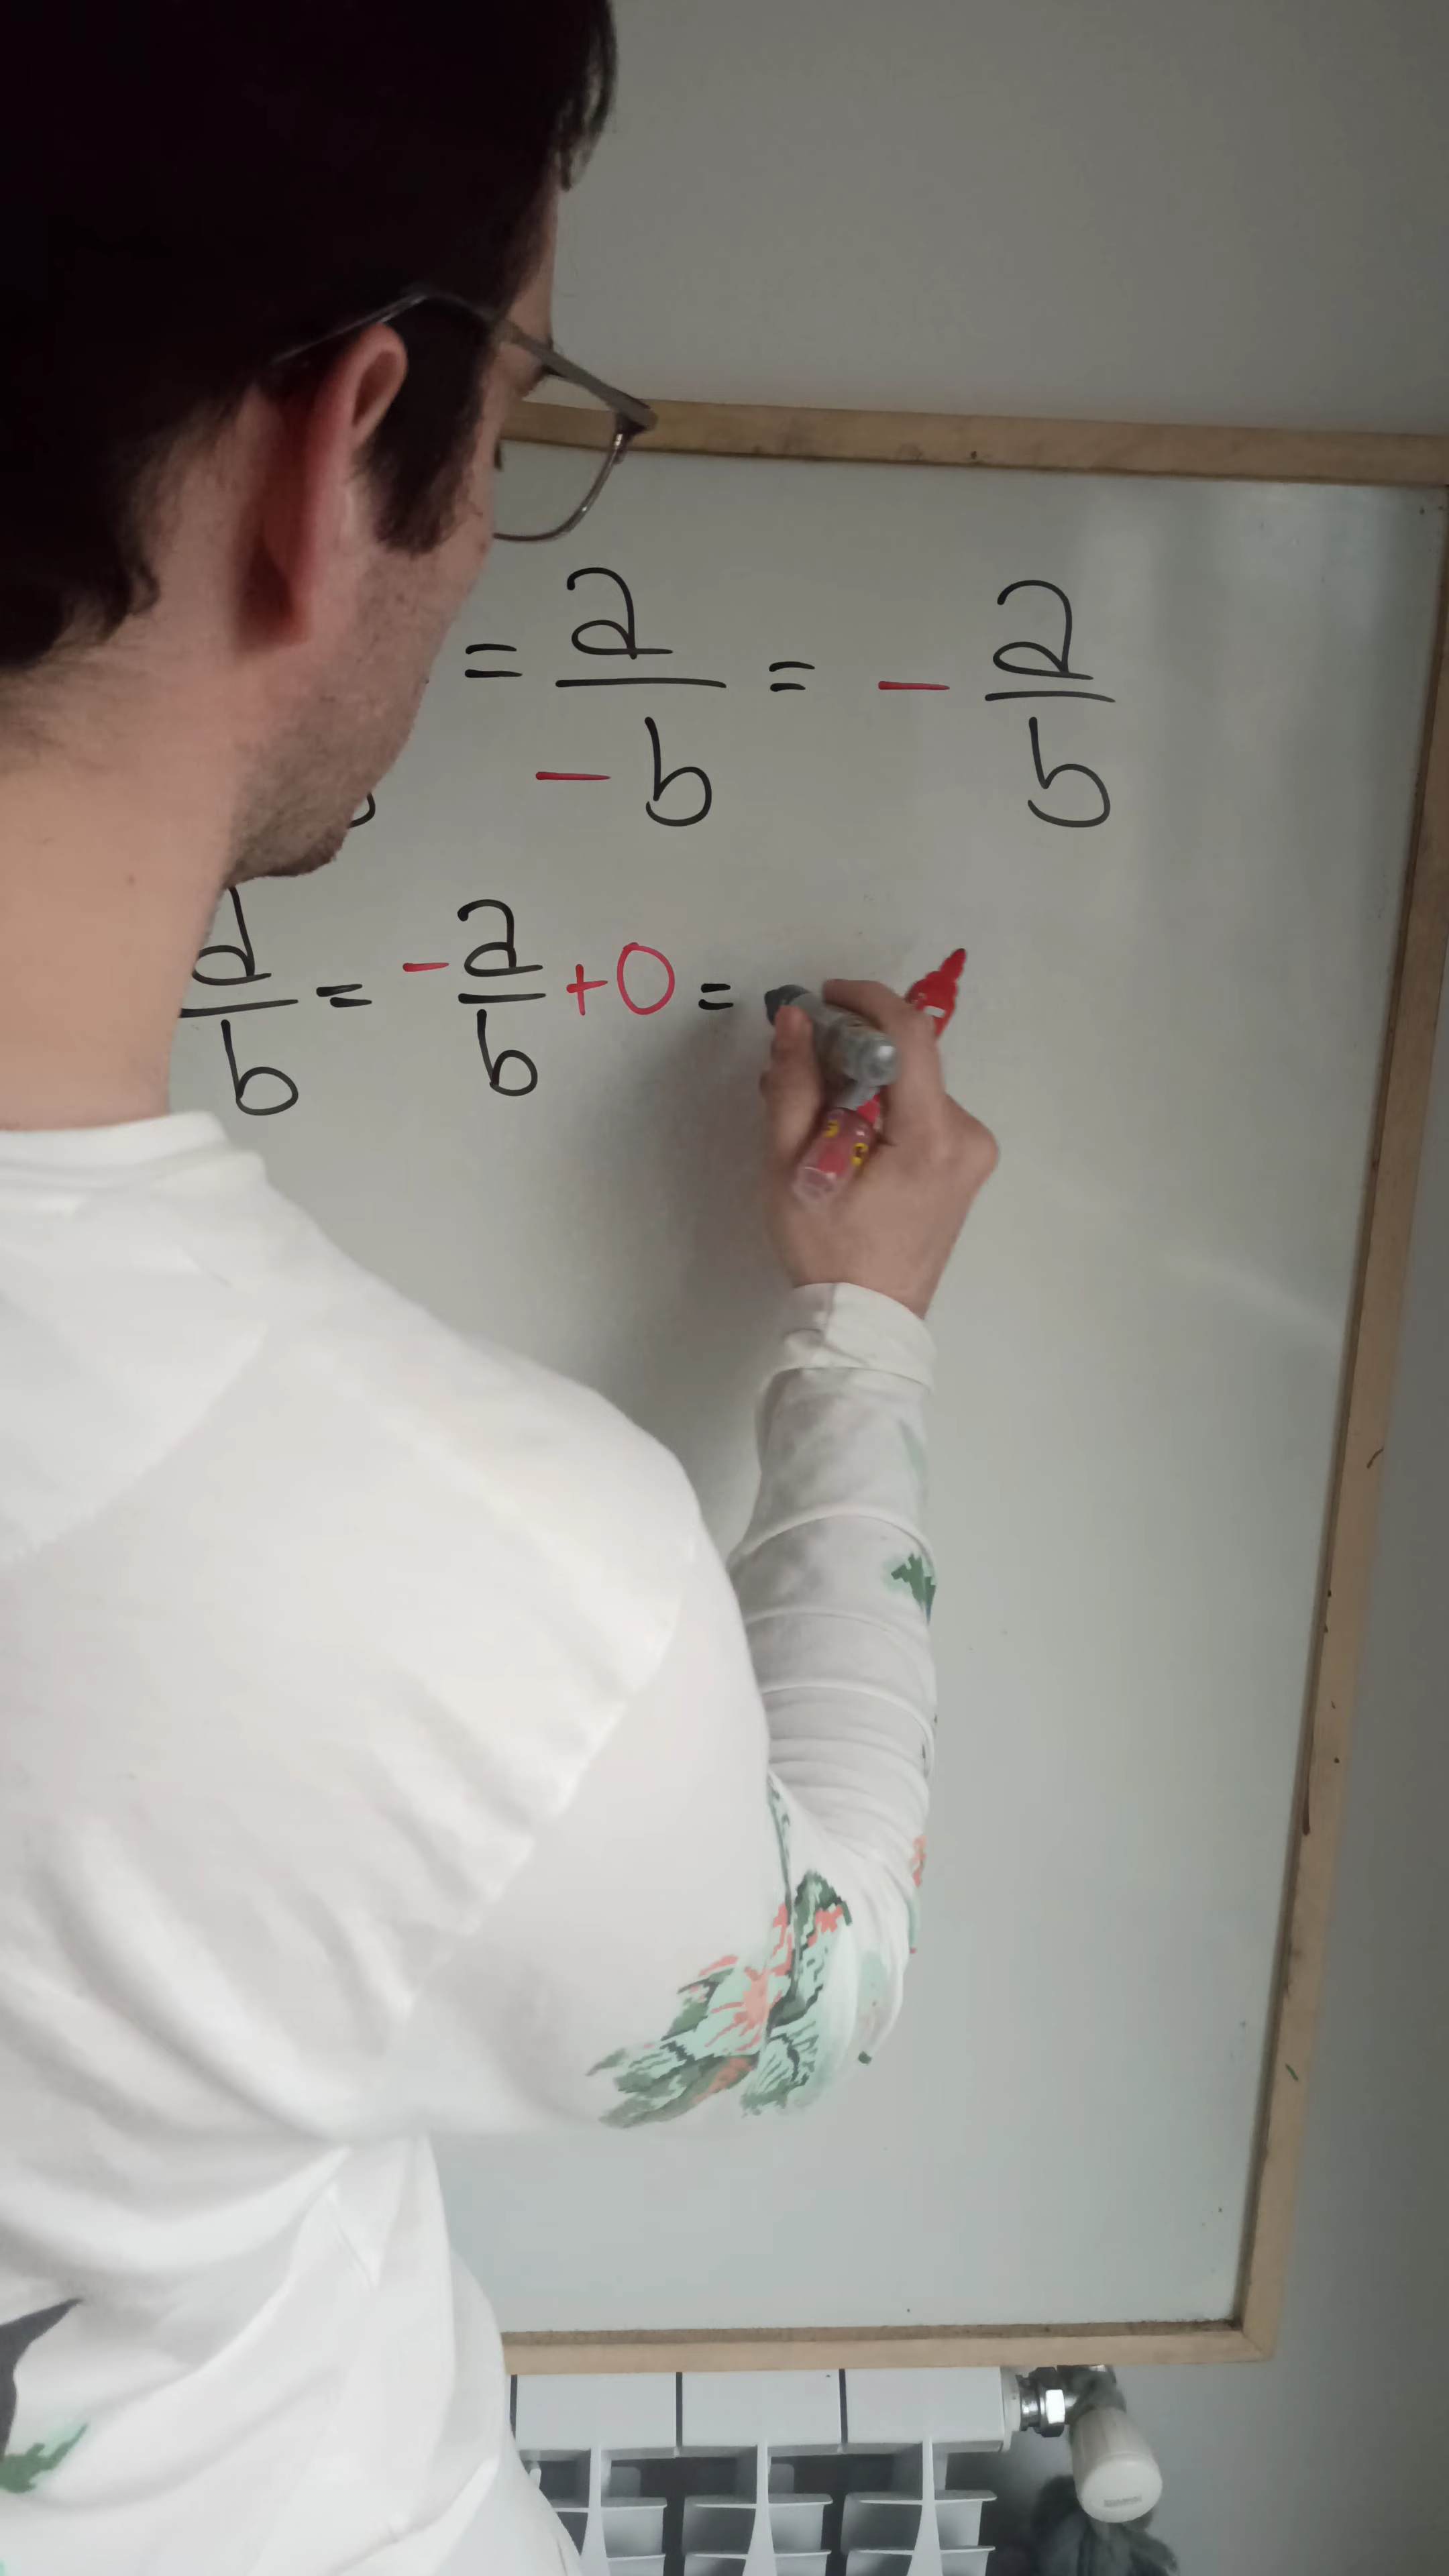 = a/-b = - a/b
a/b = - a/b + 0 =